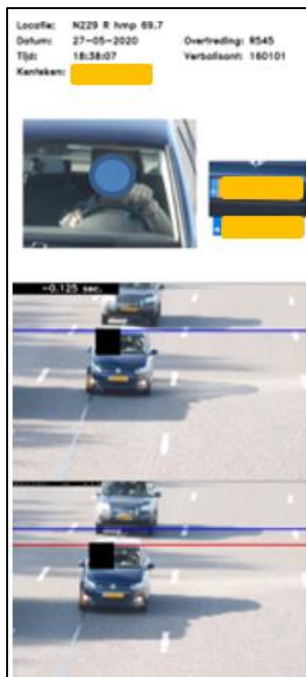 Locatie: N229 R hmp 69.7
Datum: 27-05-2020 Overtreding: R545
Tijd: 18:38:07 Verbalisant: 160101
Kenteken:
-0.125 sec.